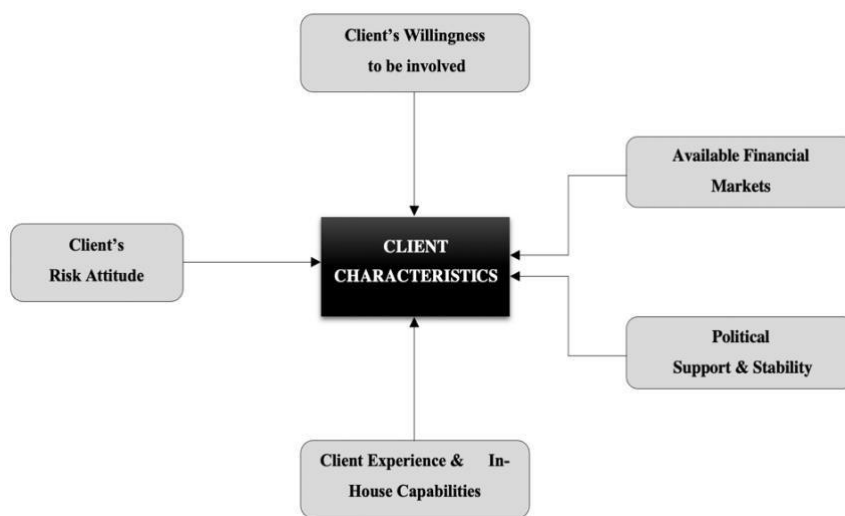 Client's Willingness
to be involved
Available Financial
Markets
Client's
Risk Attitude
CLIENT
CHARACTERISTICS
Political
Support & Stability
Client Experience & In-
House Capabilities